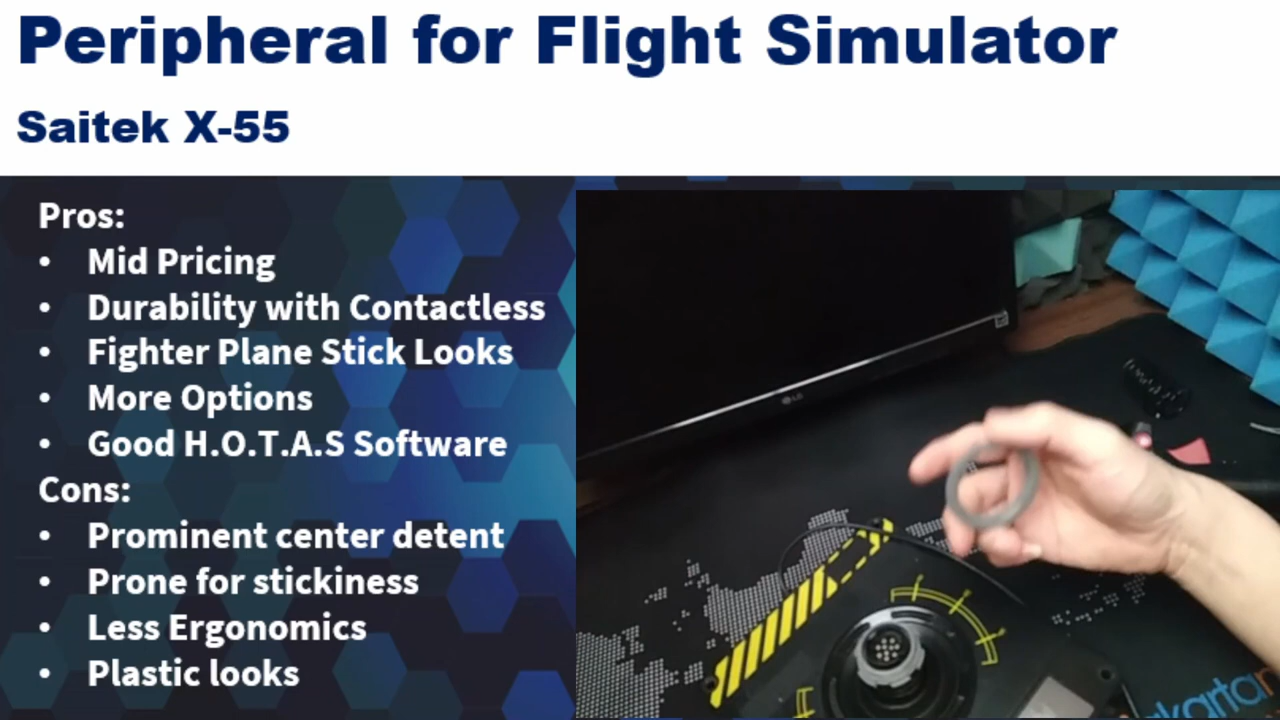 Peripheral for Flight Simulator
Saitek X-55
Pros:
• Mid Pricing
• Durability with Contactless
• Fighter Plane Stick Looks
• More Options
• Good H.O.T.A.S Software
Cons:
• Prominent center detent
• Prone for stickiness
• Less Ergonomics
• Plastic looks
LG